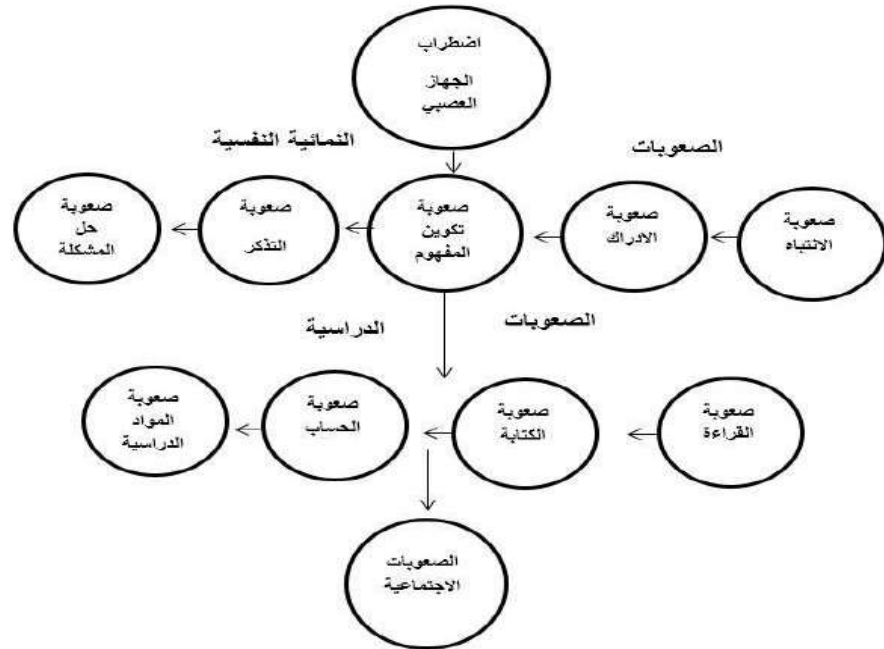 اضطراب
الجهاز
العصبي
الصعوبات
النمائية النفسية
صعوبة
الانتباه
صعوبة
الادراك
صعوبة
تكوين
المفهوم
صعوبة
التذكر
صعوبة
حل
المشكلة
الصعوبات
الدراسية
صعوبة
القراءة
صعوبة
الكتابة
صعوبة
الحساب
صعوبة
المواد
الدراسية
الصعوبات
الاجتماعية